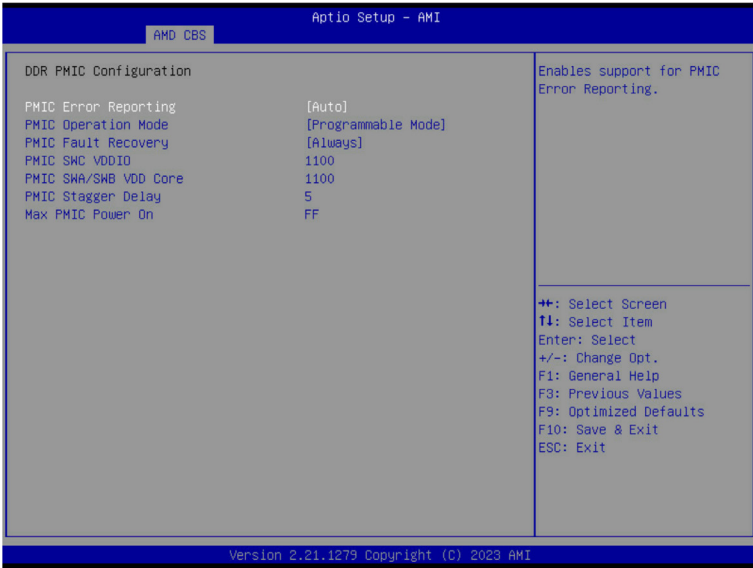 Aptio Setup – AMI
AMD CBS
DDR PMIC Configuration
PMIC Error Reporting [Auto]
PMIC Operation Mode [Programmable Mode]
PMIC Fault Recovery [Always]
PMIC SWC VDDIO 1100
PMIC SWA/SWB VDD Core 1100
PMIC Stagger Delay 5
Max PMIC Power On FF
Enables support for PMIC
Error Reporting.
→←: Select Screen
↑↓: Select Item
Enter: Select
+/-: Change Opt.
F1: General Help
F3: Previous Values
F9: Optimized Defaults
F10: Save & Exit
ESC: Exit
Version 2.21.1279 Copyright (C) 2023 AMI